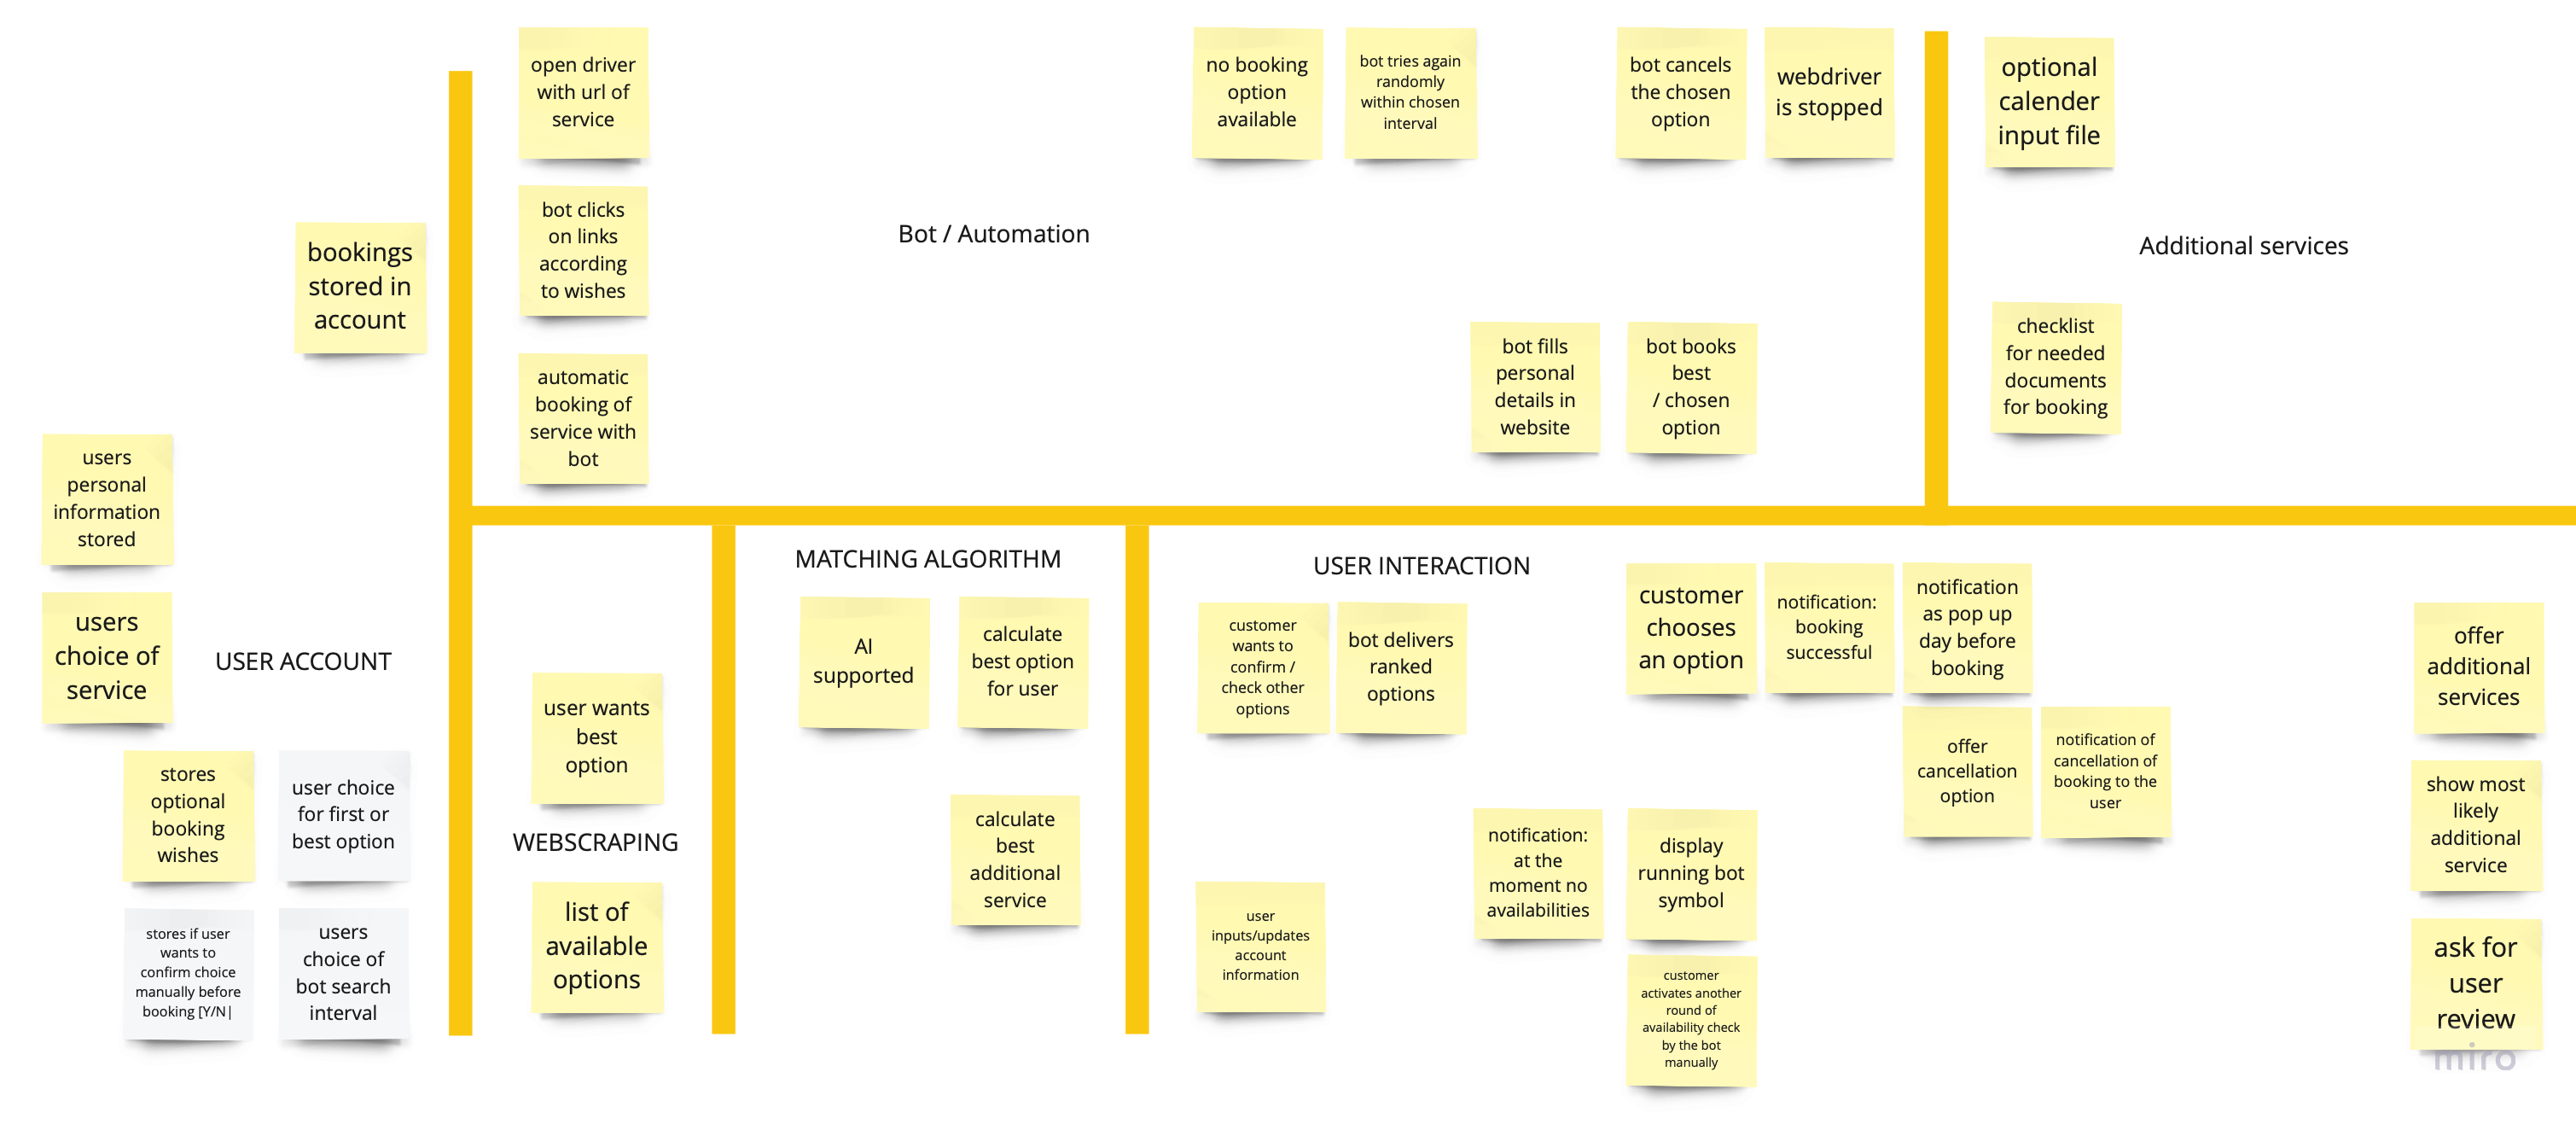 open driver
with url of
service
no booking
option
available
bot tries again
randomly
within chosen
interval
bot cancels
the chosen
option
webdriver
is stopped
optional
calender
input file
bookings
stored in
account
bot clicks
on links
according
to wishes
Bot / Automation
Additional services
automatic
booking of
service with
bot
bot fills
personal
details in
website
bot books
best
/ chosen
option
checklist
for needed
documents
for booking
users
personal
information
stored
users
choice of
service
USER ACCOUNT
stores
optional
booking
wishes
user choice
for first or
best option
stores if user
wants to
confirm choice
manually before
booking [Y/N|
users
choice of
bot search
interval
user wants
best
option
WEBSCRAPING
list of
available
options
MATCHING ALGORITHM
AI
supported
calculate
best option
for user
calculate
best
additional
service
USER INTERACTION
customer
wants to
confirm /
check other
options
bot delivers
ranked
options
customer
chooses
an option
notification:
booking
successful
notification
as pop up
day before
booking
offer
cancellation
option
notification of
cancellation of
booking to the
user
user
inputs/updates
account
information
notification:
at the
moment no
availabilities
display
running bot
symbol
customer
activates another
round of
availability check
by the bot
manually
offer
additional
services
show most
likely
additional
service
ask for
user
review
miro